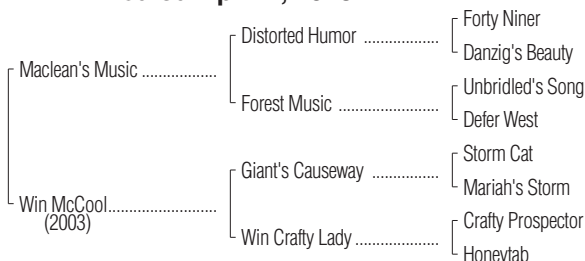 Forty Niner
Distorted Humor ..................
Danzig's Beauty
Maclean's Music .................
Unbridled's Song
Forest Music ........................
Defer West
Storm Cat
Giant's Causeway ................
Mariah's Storm
Win McCool..........................
(2003)
Crafty Prospector
Win Crafty Lady ....................
Honeytab